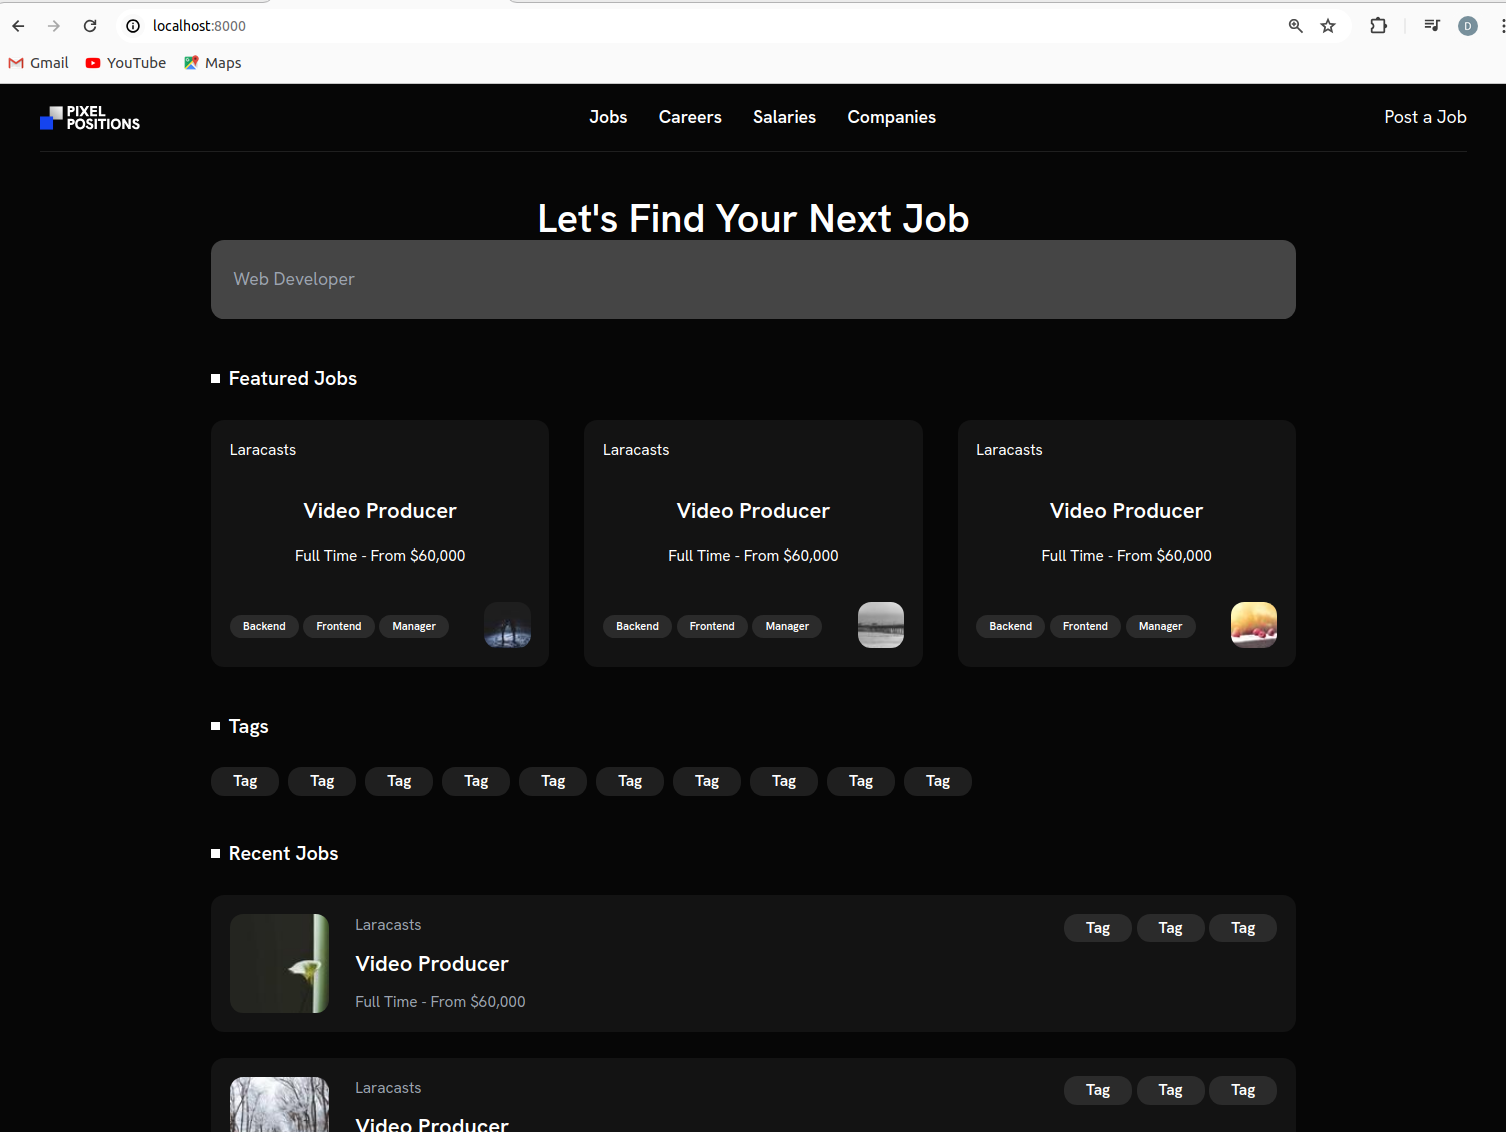 localhost:8000
D
Gmail YouTube Maps
PIXEL
POSITIONS
Jobs Careers Salaries Companies
Post a Job
Let's Find Your Next Job
Web Developer
Featured Jobs
Laracasts
Video Producer
Full Time - From $60,000
Backend Frontend Manager
Laracasts
Video Producer
Full Time - From $60,000
Backend Frontend Manager
Laracasts
Video Producer
Full Time - From $60,000
Backend Frontend Manager
Tags
Tag Tag Tag Tag Tag Tag Tag Tag Tag Tag
Recent Jobs
Laracasts
Video Producer
Full Time - From $60,000
Tag Tag Tag
Laracasts
Video Producer
Tag Tag Tag